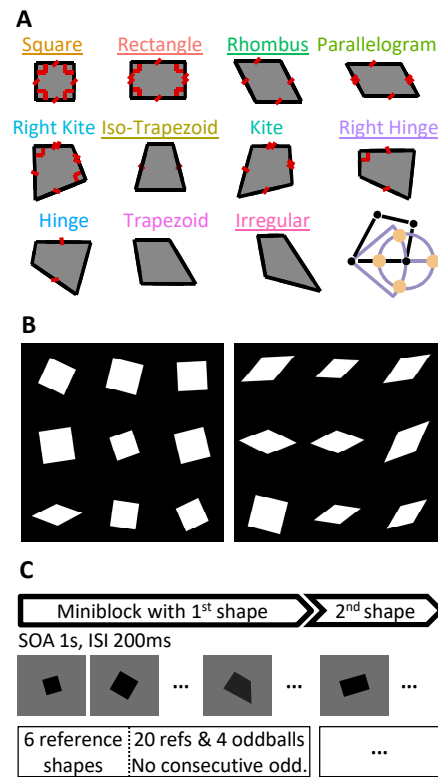 A
Square Rectangle Rhombus Parallelogram
Right Kite Iso-Trapezoid Kite Right Hinge
Hinge Trapezoid Irregular
B
C
Miniblock with 1st shape 2nd shape
SOA 1s, ISI 200ms
... ... ...
6 reference shapes
20 refs & 4 oddballs
No consecutive odd.
...